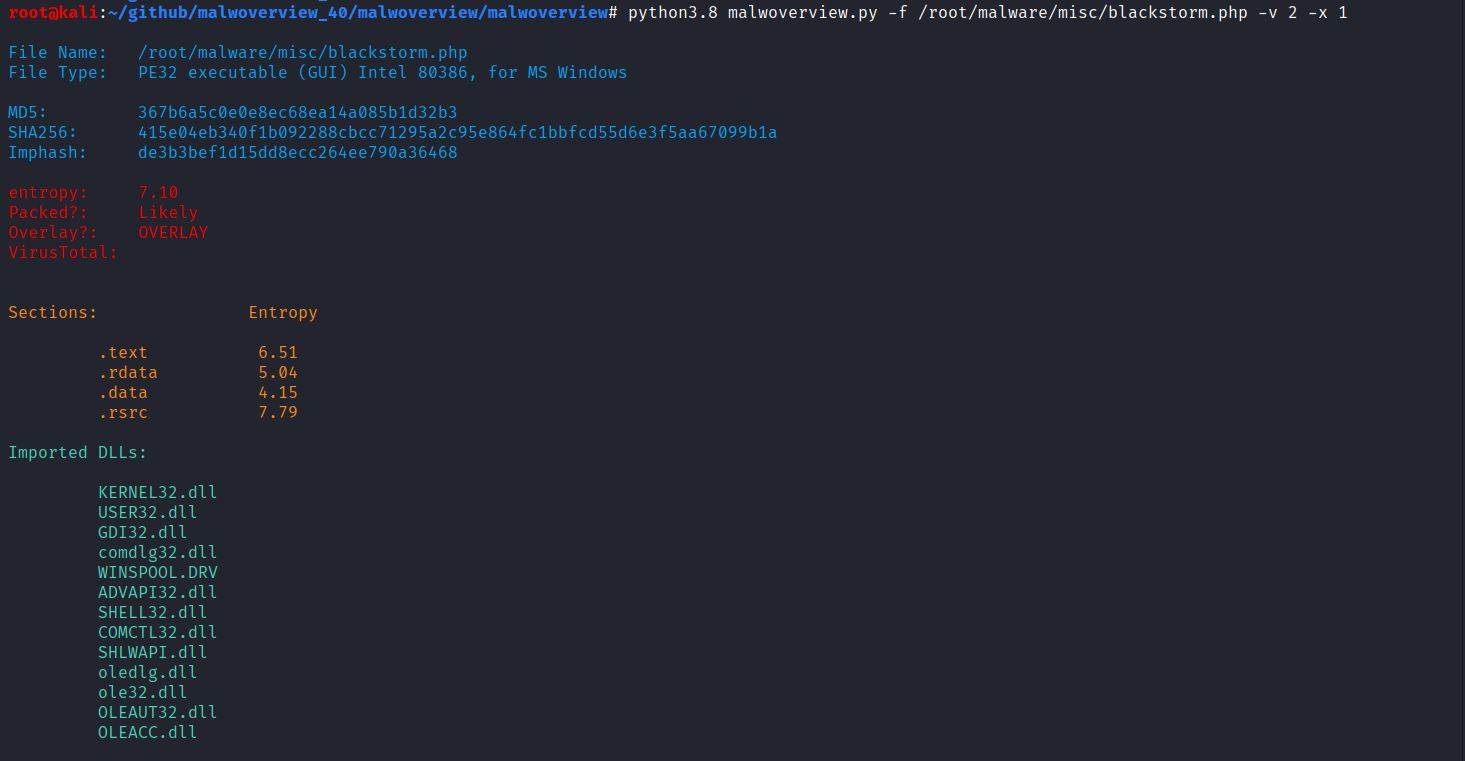 root@kali:~/github/malwoverview_40/malwoverview/malwoverview# python3.8 malwoverview.py -f /root/malware/misc/blackstorm.php -v 2 -x 1
File Name: /root/malware/misc/blackstorm.php
File Type: PE32 executable (GUI) Intel 80386, for MS Windows
MD5: 367b6a5c0e0e8ec68ea14a085b1d32b3
SHA256: 415e04eb340f1b092288cbcc71295a2c95e864fc1bbfcd55d6e3f5aa67099b1a
Imphash: de3b3bef1d15dd8ecc264ee790a36468
entropy: 7.10
Packed?: Likely
Overlay?: OVERLAY
VirusTotal:
Sections: Entropy
.text 6.51
.rdata 5.04
.data 4.15
.rsrc 7.79
Imported DLLs:
KERNEL32.dll
USER32.dll
GDI32.dll
comdlg32.dll
WINSPOOL.DRV
ADVAPI32.dll
SHELL32.dll
COMCTL32.dll
SHLWAPI.dll
oledlg.dll
ole32.dll
OLEAUT32.dll
OLEACC.dll